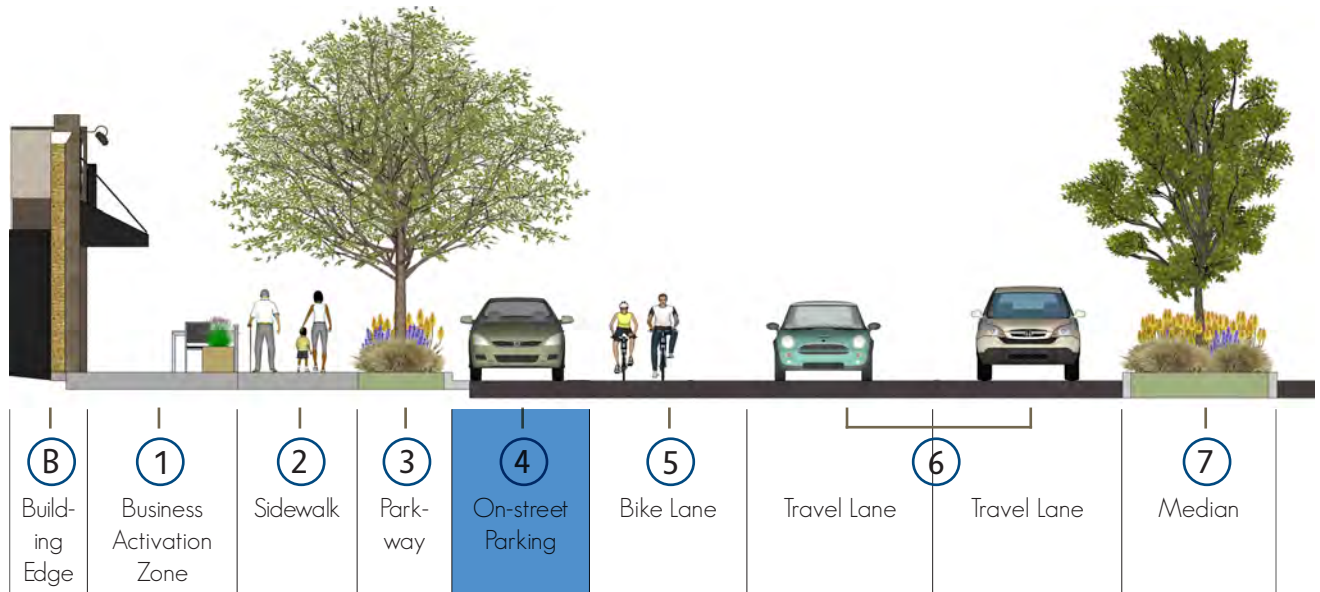 B
Build-
ing
Edge
1
Business
Activation
Zone
2
Sidewalk
3
Park-
way
4
On-street
Parking
5
Bike Lane
6
Travel Lane
Travel Lane
7
Median